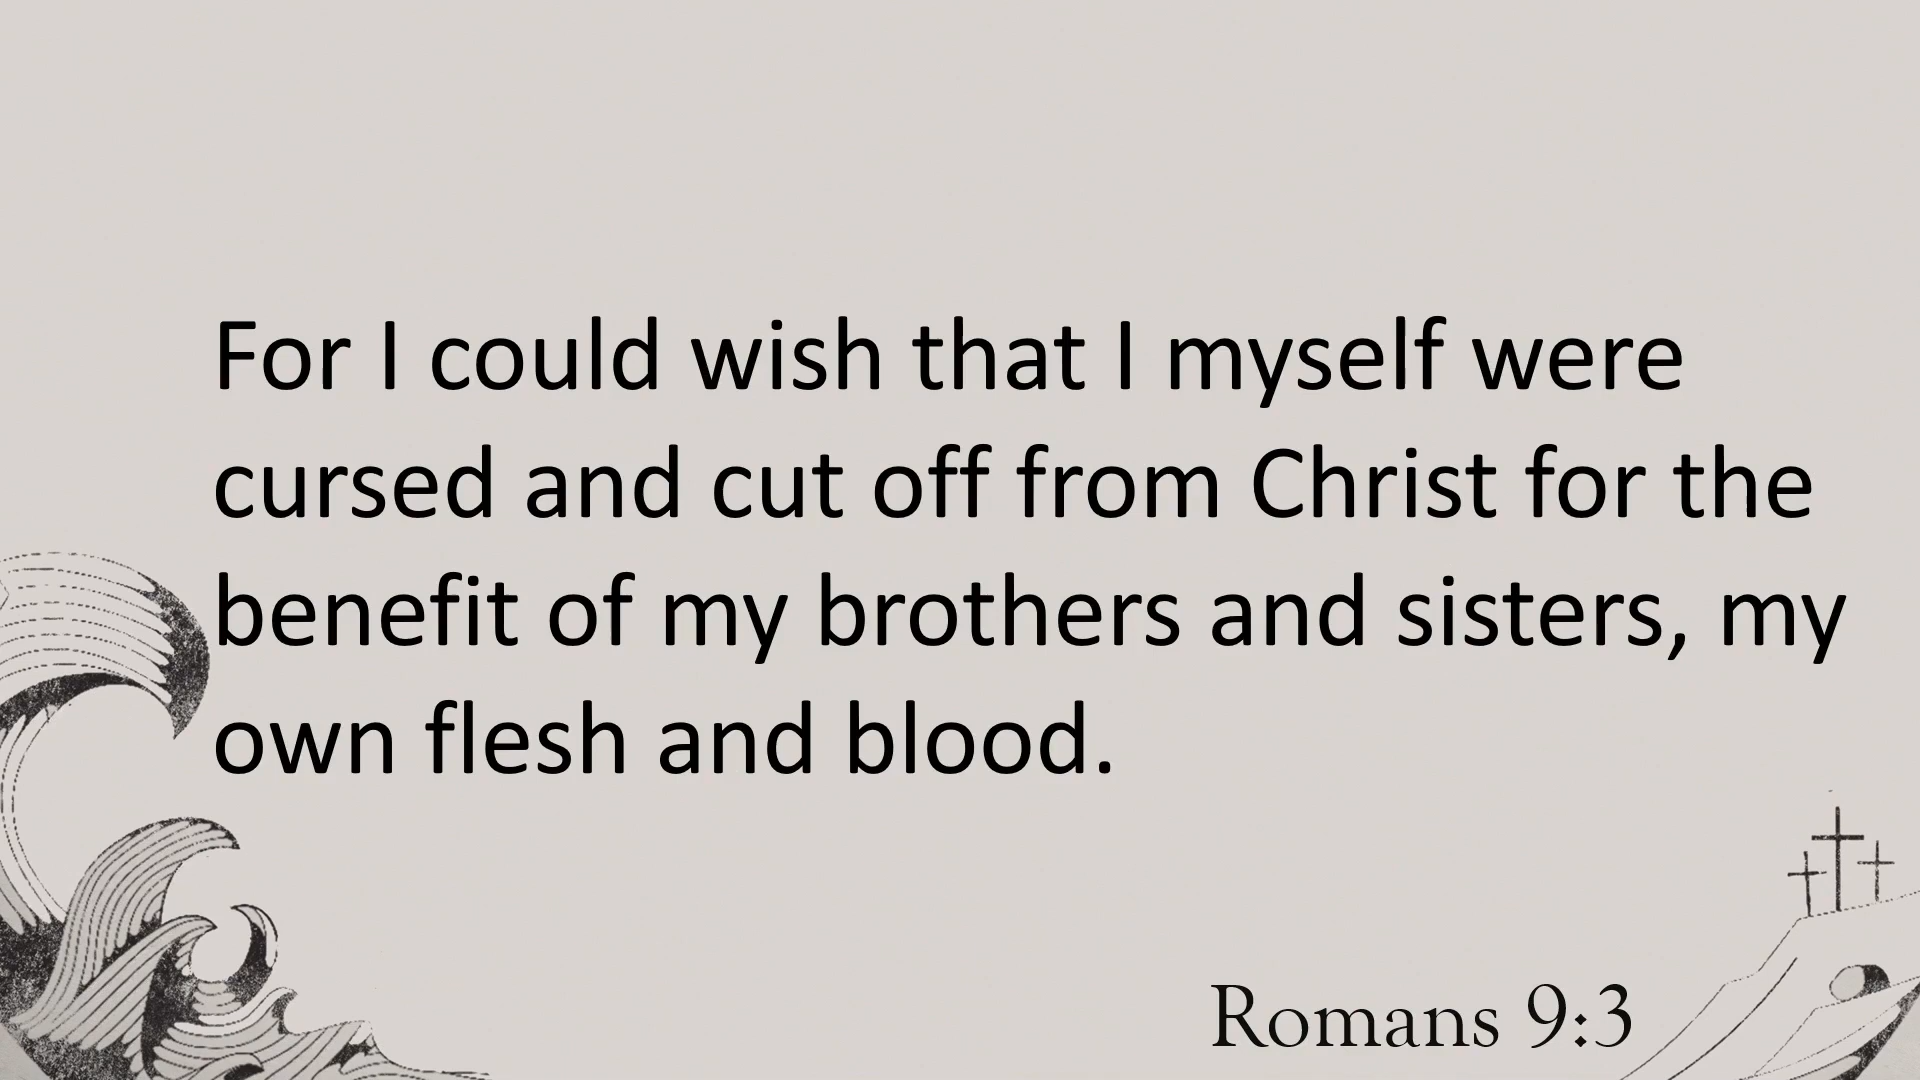 For I could wish that I myself were
cursed and cut off from Christ for the
benefit of my brothers and sisters, my
own flesh and blood.
Romans 9:3